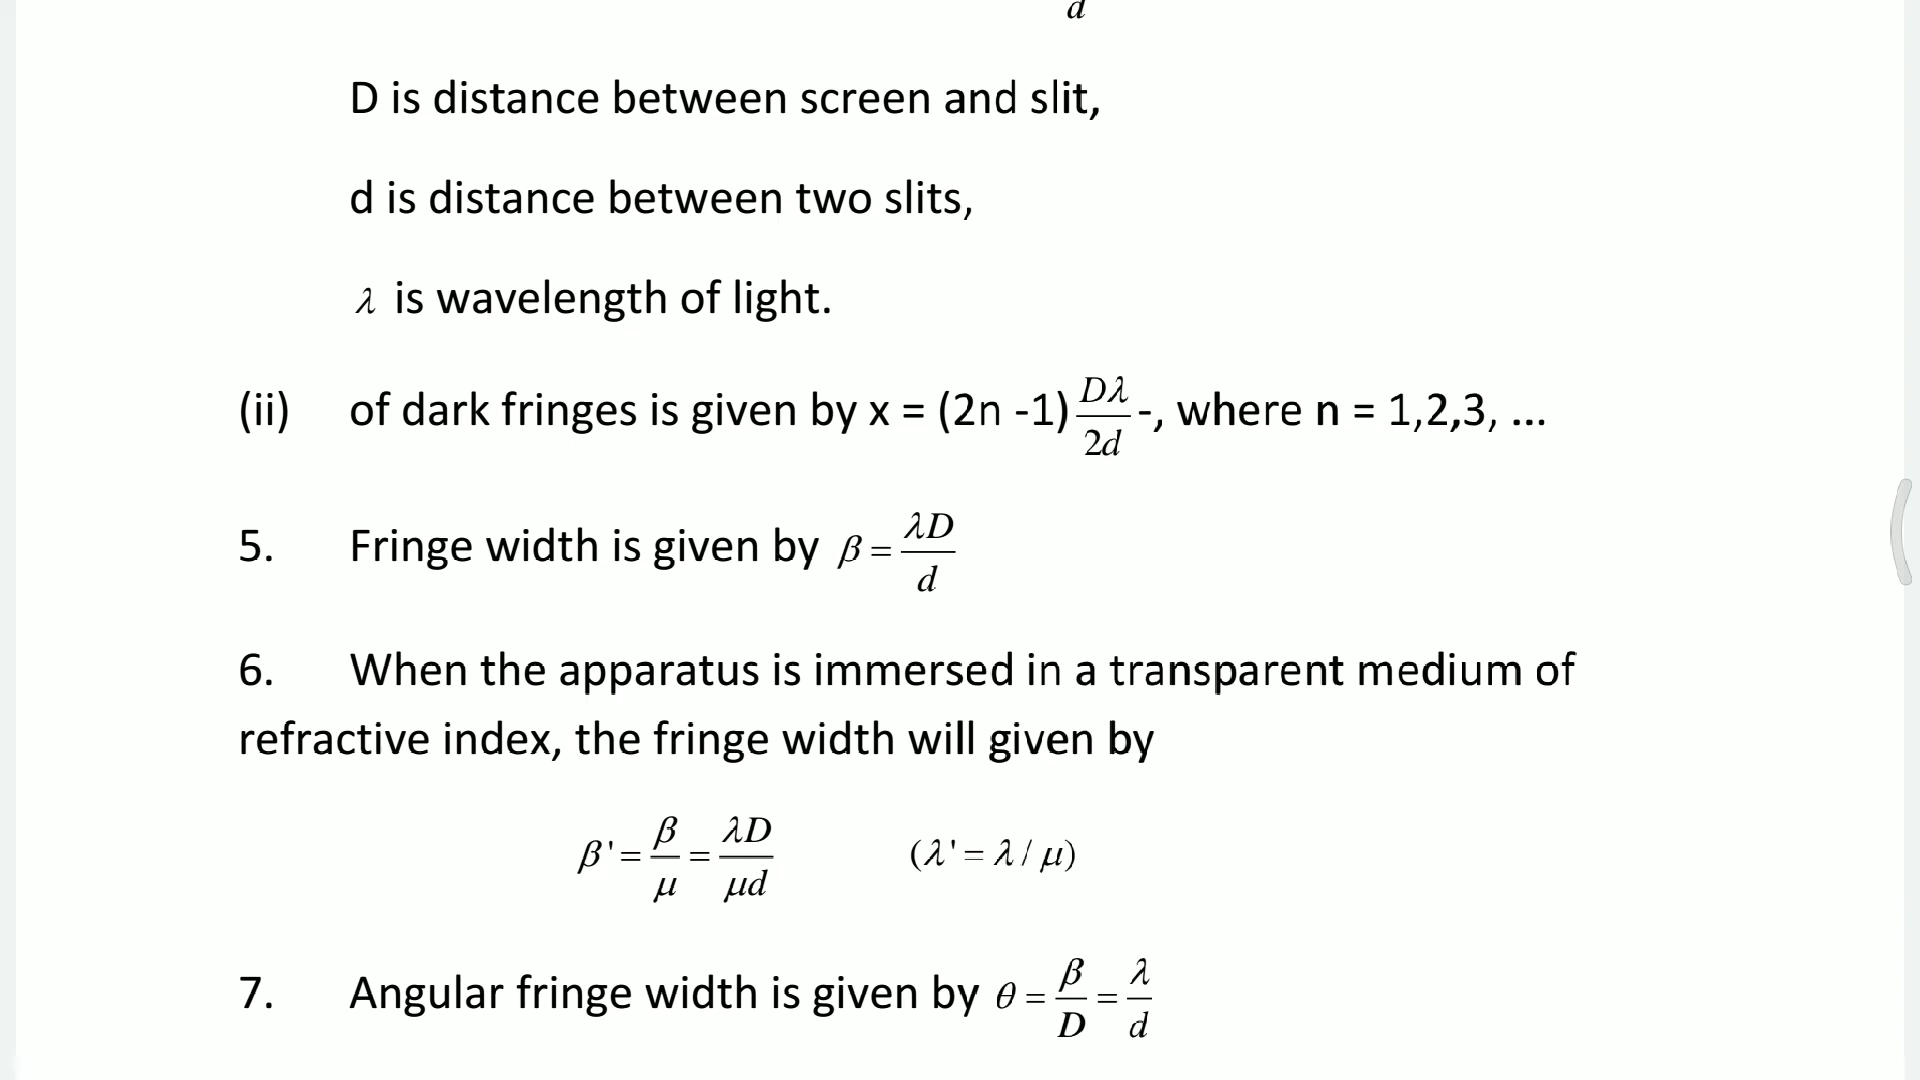 d
D is distance between screen and slit,
d is distance between two slits,
λ is wavelength of light.
(ii) of dark fringes is given by x = (2n -1) Dλ/2d -, where n = 1,2,3, ...
5. Fringe width is given by β = λD/d
6. When the apparatus is immersed in a transparent medium of
refractive index, the fringe width will given by
β' = β/μ = λD/μd (λ' = λ / μ)
7. Angular fringe width is given by θ = β/D = λ/d